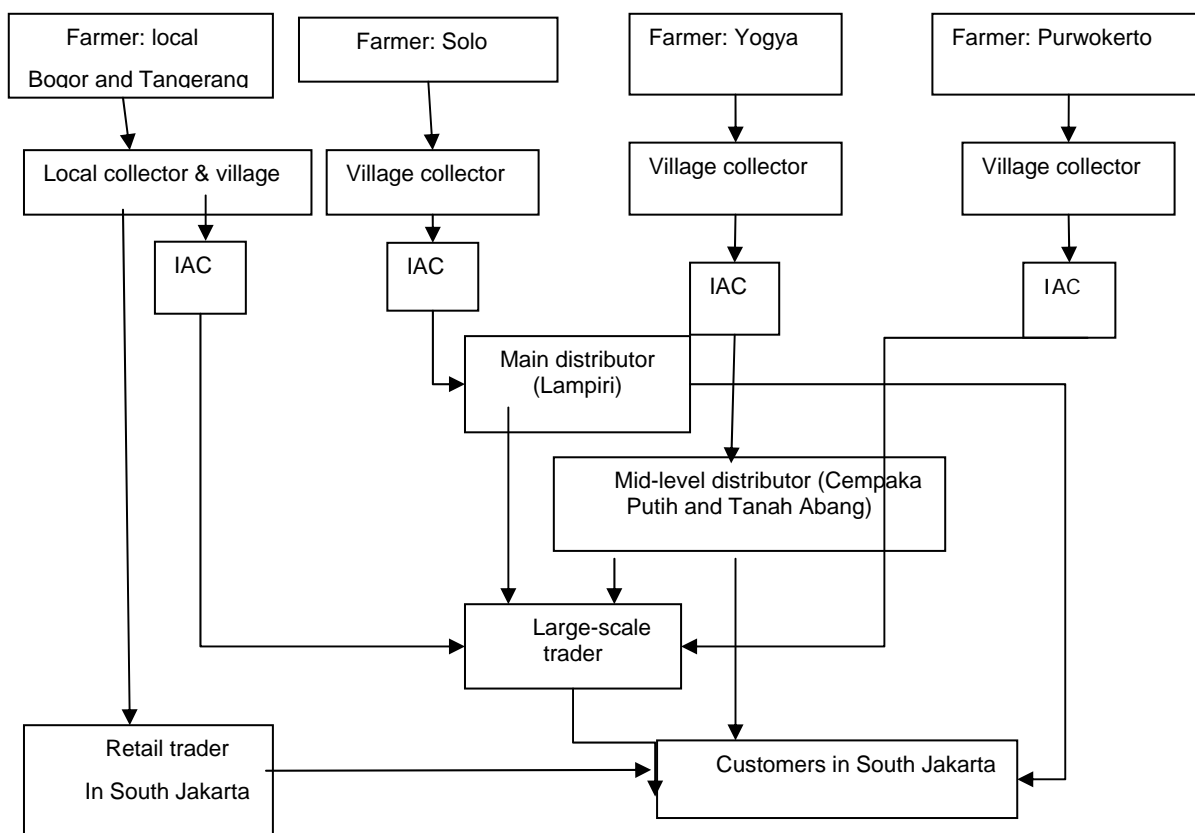 Farmer: local
Bogor and Tangerang
Farmer: Solo
Farmer: Yogya
Farmer: Purwokerto
Local collector & village
Village collector
Village collector
Village collector
IAC
IAC
IAC
IAC
Main distributor
(Lampiri)
Mid-level distributor (Cempaka
Putih and Tanah Abang)
Large-scale
trader
Retail trader
In South Jakarta
Customers in South Jakarta